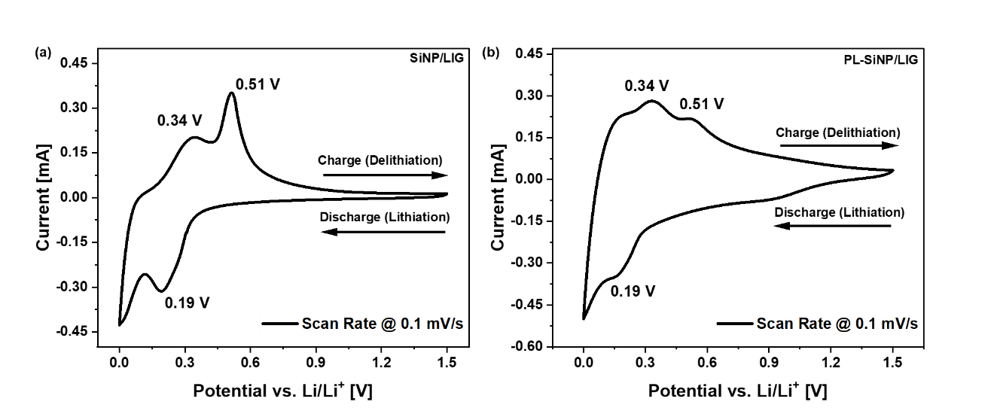 (a)
SiNP/LIG
0.45
0.30
0.15
0.00
-0.15
-0.30
-0.45
Current [mA]
0.51 V
0.34 V
Charge (Delithiation)
Discharge (Lithiation)
0.19 V
Scan Rate @ 0.1 mV/s
0.0 0.3 0.6 0.9 1.2 1.5
Potential vs. Li/Li⁺ [V]
(b)
PL-SiNP/LIG
0.45
0.30
0.15
0.00
-0.15
-0.30
-0.45
-0.60
Current [mA]
0.34 V
0.51 V
Charge (Delithiation)
Discharge (Lithiation)
0.19 V
Scan Rate @ 0.1 mV/s
0.0 0.3 0.6 0.9 1.2 1.5
Potential vs. Li/Li⁺ [V]